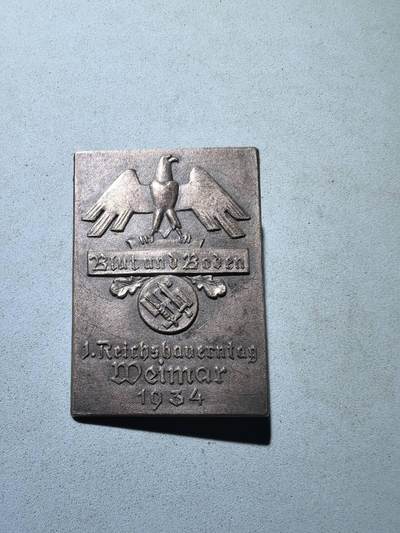 Blut und Boden
1. Reichsbauerntag
Weimar
1934